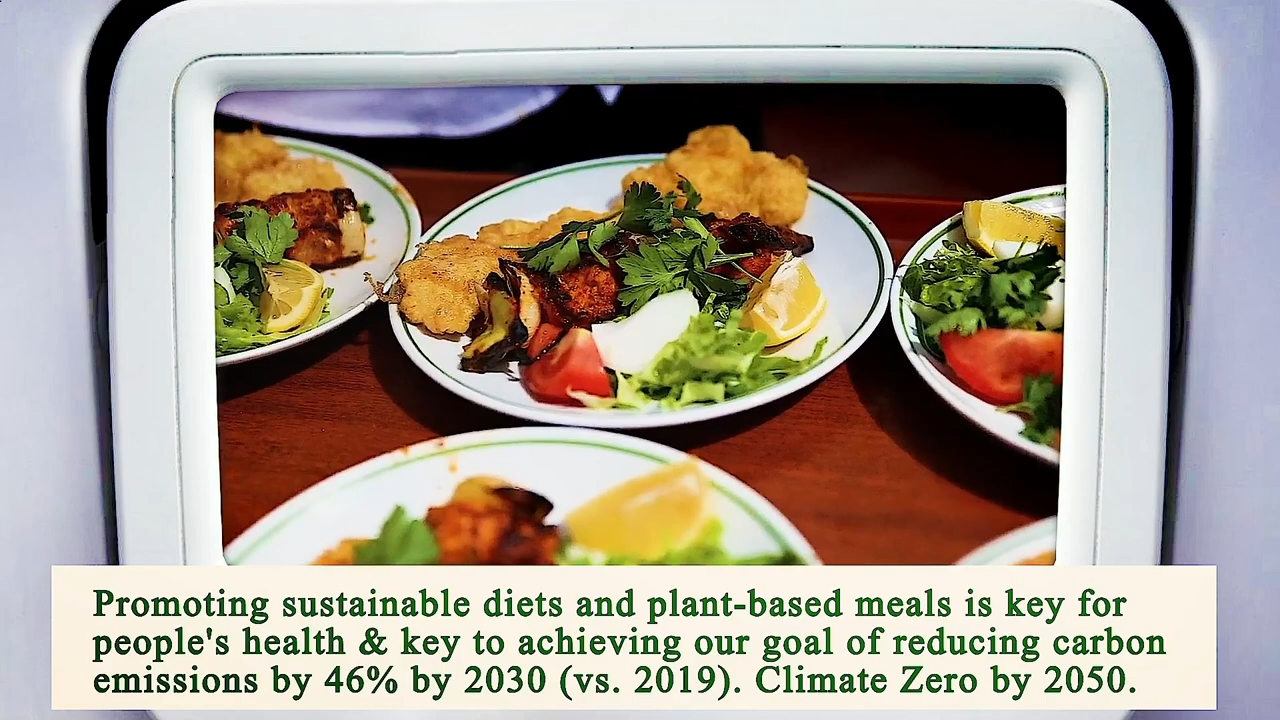 Promoting sustainable diets and plant-based meals is key for
people's health & key to achieving our goal of reducing carbon
emissions by 46% by 2030 (vs. 2019). Climate Zero by 2050.